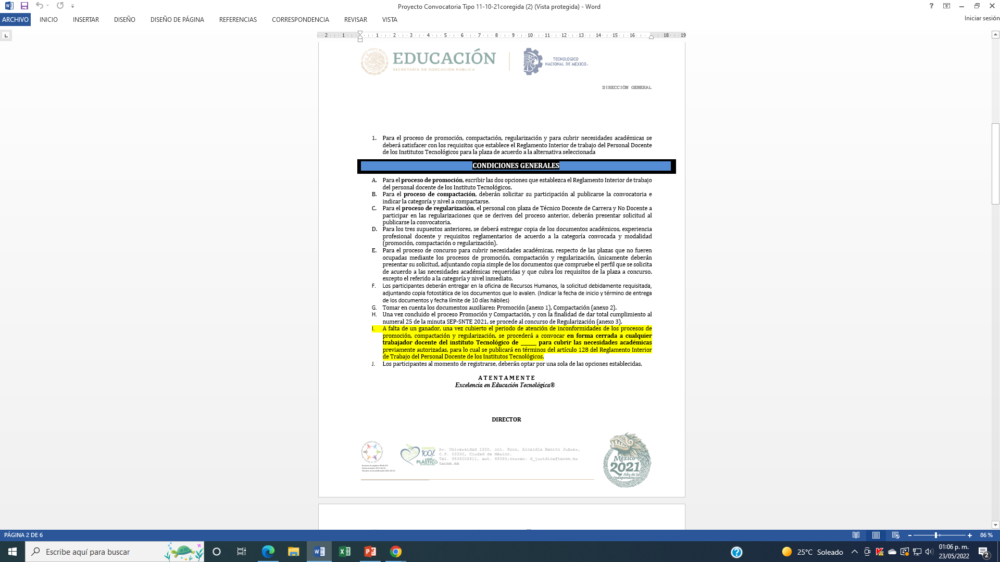 Proyecto Convocatoria Tipo 11-10-21coregida (2) (Vista protegida) - Word
ARCHIVO INICIO INSERTAR DISEÑO DISEÑO DE PÁGINA REFERENCIAS CORRESPONDENCIA REVISAR VISTA Iniciar sesión
2 1 1 2 3 4 5 6 7 8 9 10 11 12 13 14 15 16 18 19
EDUCACIÓN
SECRETARÍA DE EDUCACIÓN PÚBLICA
TECNOLÓGICO
NACIONAL DE MÉXICO
DIRECCIÓN GENERAL
1. Para el proceso de promoción, compactación, regularización y para cubrir necesidades académicas se
deberá satisfacer con los requisitos que establece el Reglamento Interior de trabajo del Personal Docente
de los Institutos Tecnológicos para la plaza de acuerdo a la alternativa seleccionada
CONDICIONES GENERALES
A. Para el proceso de promoción, escribir las dos opciones que establezca el Reglamento Interior de trabajo
del personal docente de los Instituto Tecnológicos.
B. Para el proceso de compactación, deberán solicitar su participación al publicarse la convocatoria e
indicar la categoría y nivel a compactarse.
C. Para el proceso de regularización, el personal con plaza de Técnico Docente de Carrera y No Docente a
participar en las regularizaciones que se deriven del proceso anterior, deberán presentar solicitud al
publicarse la convocatoria.
D. Para los tres supuestos anteriores, se deberá entregar copia de los documentos académicos, experiencia
profesional docente y requisitos reglamentarios de acuerdo a la categoría convocada y modalidad
(promoción, compactación o regularización).
E. Para el proceso de concurso para cubrir necesidades académicas, respecto de las plazas que no fueren
ocupadas mediante los procesos de promoción, compactación y regularización, únicamente deberán
presentar su solicitud, adjuntando copia simple de los documentos que compruebe el perfil que se solicita
de acuerdo a las necesidades académicas requeridas y que cubra los requisitos de la plaza a concurso,
excepto el referido a la categoría y nivel inmediato.
F. Los participantes deberán entregar en la oficina de Recursos Humanos, la solicitud debidamente requisitada,
adjuntando copia fotostática de los documentos que lo avalen. (Indicar la fecha de inicio y término de entrega
de los documentos y fecha límite de 10 días hábiles)
G. Tomar en cuenta los documentos auxiliares: Promoción (anexo 1), Compactación (anexo 2).
H. Una vez concluido el proceso Promoción y Compactación, y con la finalidad de dar total cumplimiento al
numeral 25 de la minuta SEP-SNTE 2021, se procede al concurso de Regularización (anexo 3).
I. A falta de un ganador, una vez cubierto el periodo de atención de inconformidades de los procesos de
promoción, compactación y regularización, se procederá a convocar en forma cerrada a cualquier
trabajador docente del instituto Tecnológico de ______ para cubrir las necesidades académicas
previamente autorizadas, para lo cual se publicará en términos del artículo 128 del Reglamento Interior
de Trabajo del Personal Docente de los Institutos Tecnológicos.
J. Los participantes al momento de registrarse, deberán optar por una sola de las opciones establecidas.
A T E N T A M E N T E
Excelencia en Educación Tecnológica®
DIRECTOR
ESPACIO
100%
LIBRE DE
PLÁSTICO
Av. Universidad 1200, col. Xoco, Alcaldía Benito Juárez,
C.P. 03330, Ciudad de México.
Tel. 5536002511, ext. 65050;correo: d_juridica@tecnm.mx
tecnm.mx
México
2021
Año de la
Independencia
PÁGINA 2 DE 6
86 %
Escribe aquí para buscar
25°C Soleado
01:06 p. m.
23/05/2022
2